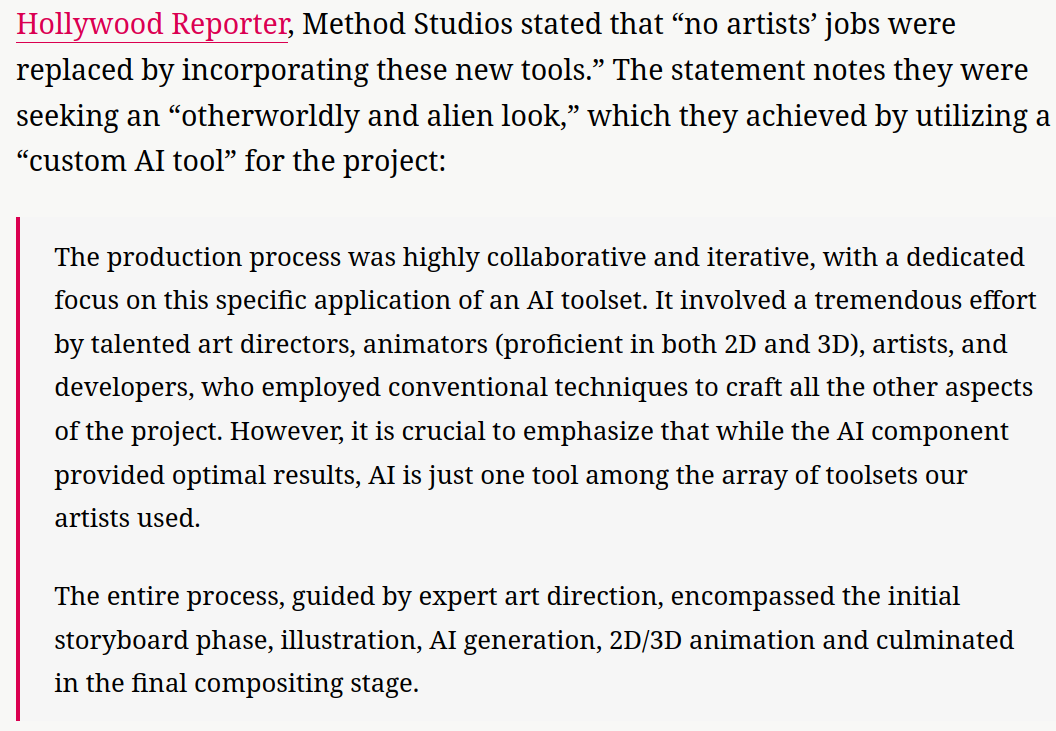 Hollywood Reporter, Method Studios stated that “no artists’ jobs were
replaced by incorporating these new tools.” The statement notes they were
seeking an “otherworldly and alien look,” which they achieved by utilizing a
“custom AI tool” for the project:
The production process was highly collaborative and iterative, with a dedicated
focus on this specific application of an AI toolset. It involved a tremendous effort
by talented art directors, animators (proficient in both 2D and 3D), artists, and
developers, who employed conventional techniques to craft all the other aspects
of the project. However, it is crucial to emphasize that while the AI component
provided optimal results, AI is just one tool among the array of toolsets our
artists used.
The entire process, guided by expert art direction, encompassed the initial
storyboard phase, illustration, AI generation, 2D/3D animation and culminated
in the final compositing stage.